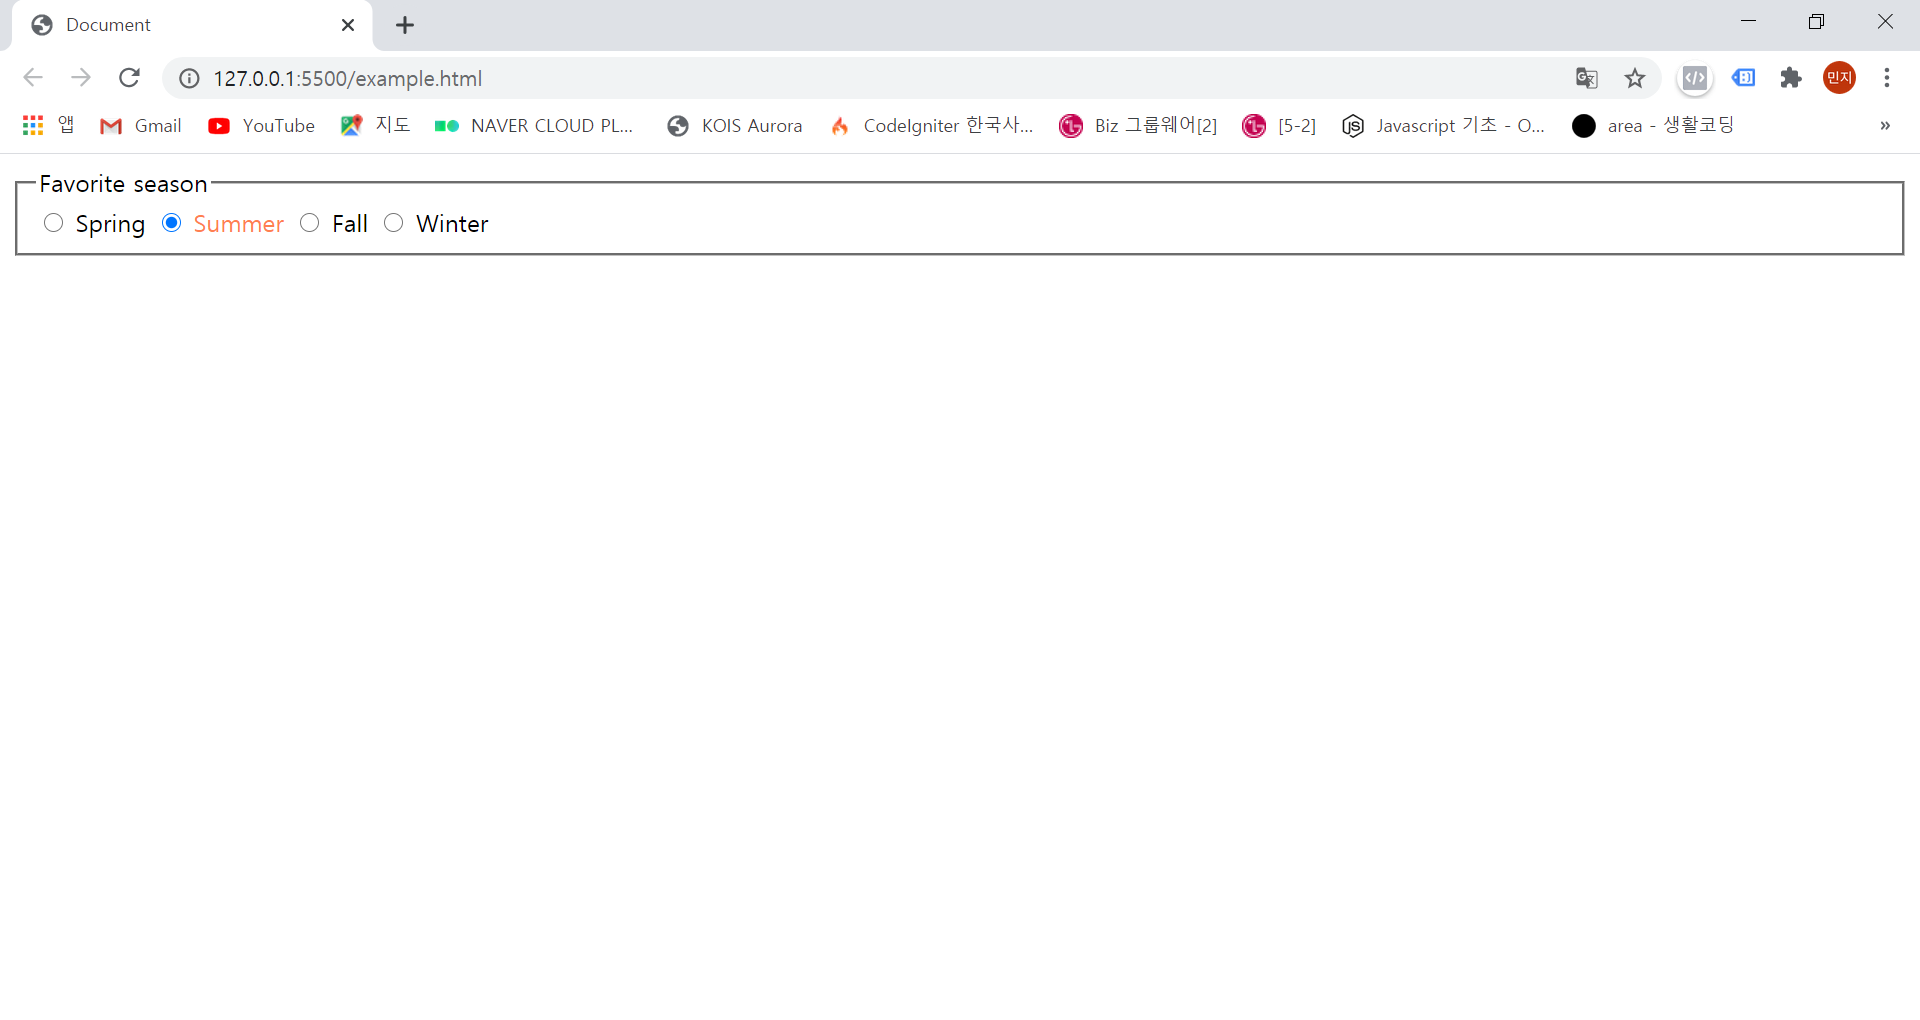 Document
127.0.0.1:5500/example.html
민지
앱 Gmail YouTube 지도 NAVER CLOUD PL... KOIS Aurora CodeIgniter 한국사... Biz 그룹웨어[2] [5-2] Javascript 기초 - O... area - 생활코딩 »
Favorite season
Spring Summer Fall Winter